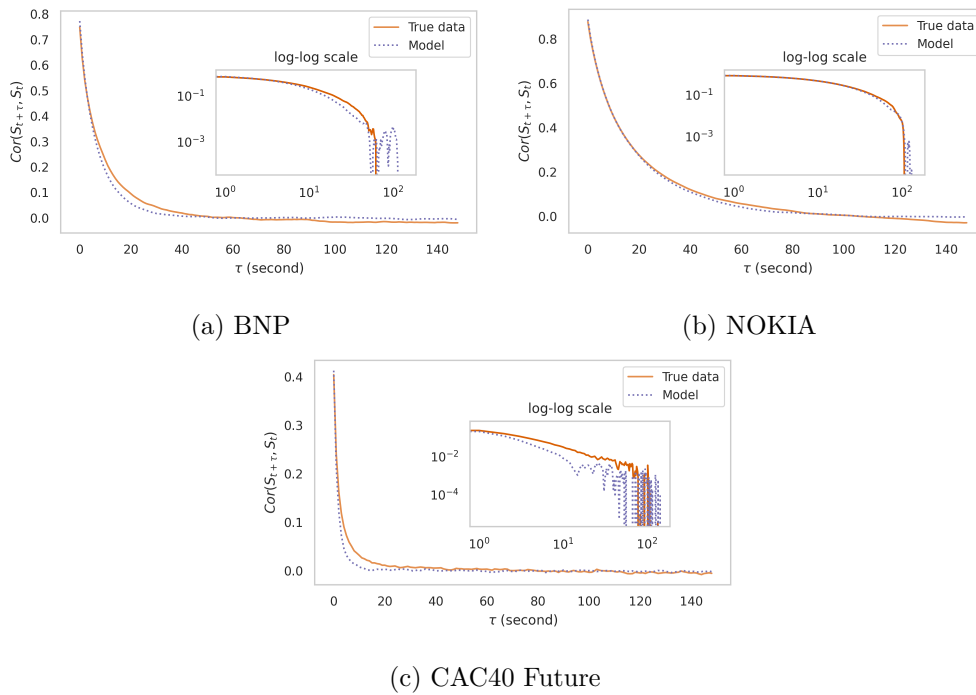 0.8
0.7
0.6
0.5
0.4
0.3
0.2
0.1
0.0
Cor(S_{t+τ}, S_t)
True data
Model
log-log scale
10^{-1}
10^{-3}
10^0 10^1 10^2
0 20 40 60 80 100 120 140
τ (second)
(a) BNP
0.8
0.6
0.4
0.2
0.0
Cor(S_{t+τ}, S_t)
True data
Model
log-log scale
10^{-1}
10^{-3}
10^0 10^1 10^2
0 20 40 60 80 100 120 140
τ (second)
(b) NOKIA
0.4
0.3
0.2
0.1
0.0
Cor(S_{t+τ}, S_t)
True data
Model
log-log scale
10^{-2}
10^{-4}
10^0 10^1 10^2
0 20 40 60 80 100 120 140
τ (second)
(c) CAC40 Future